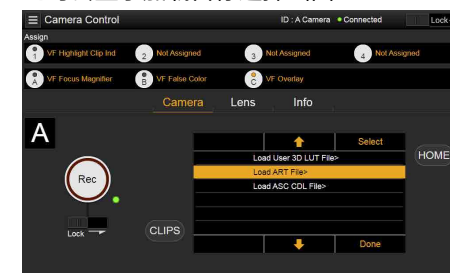 Camera Control
ID : A Camera
Connected
Lock
Assign
1 VF Highlight Clip Ind
2 Not Assigned
3 Not Assigned
4 Not Assigned
A VF Focus Magnifier
B VF False Color
C VF Overlay
Camera Lens Info
A
Select
Load User 3D LUT File>
Load ART File>
Load ASC CDL File>
HOME
Rec
Lock
CLIPS
Done